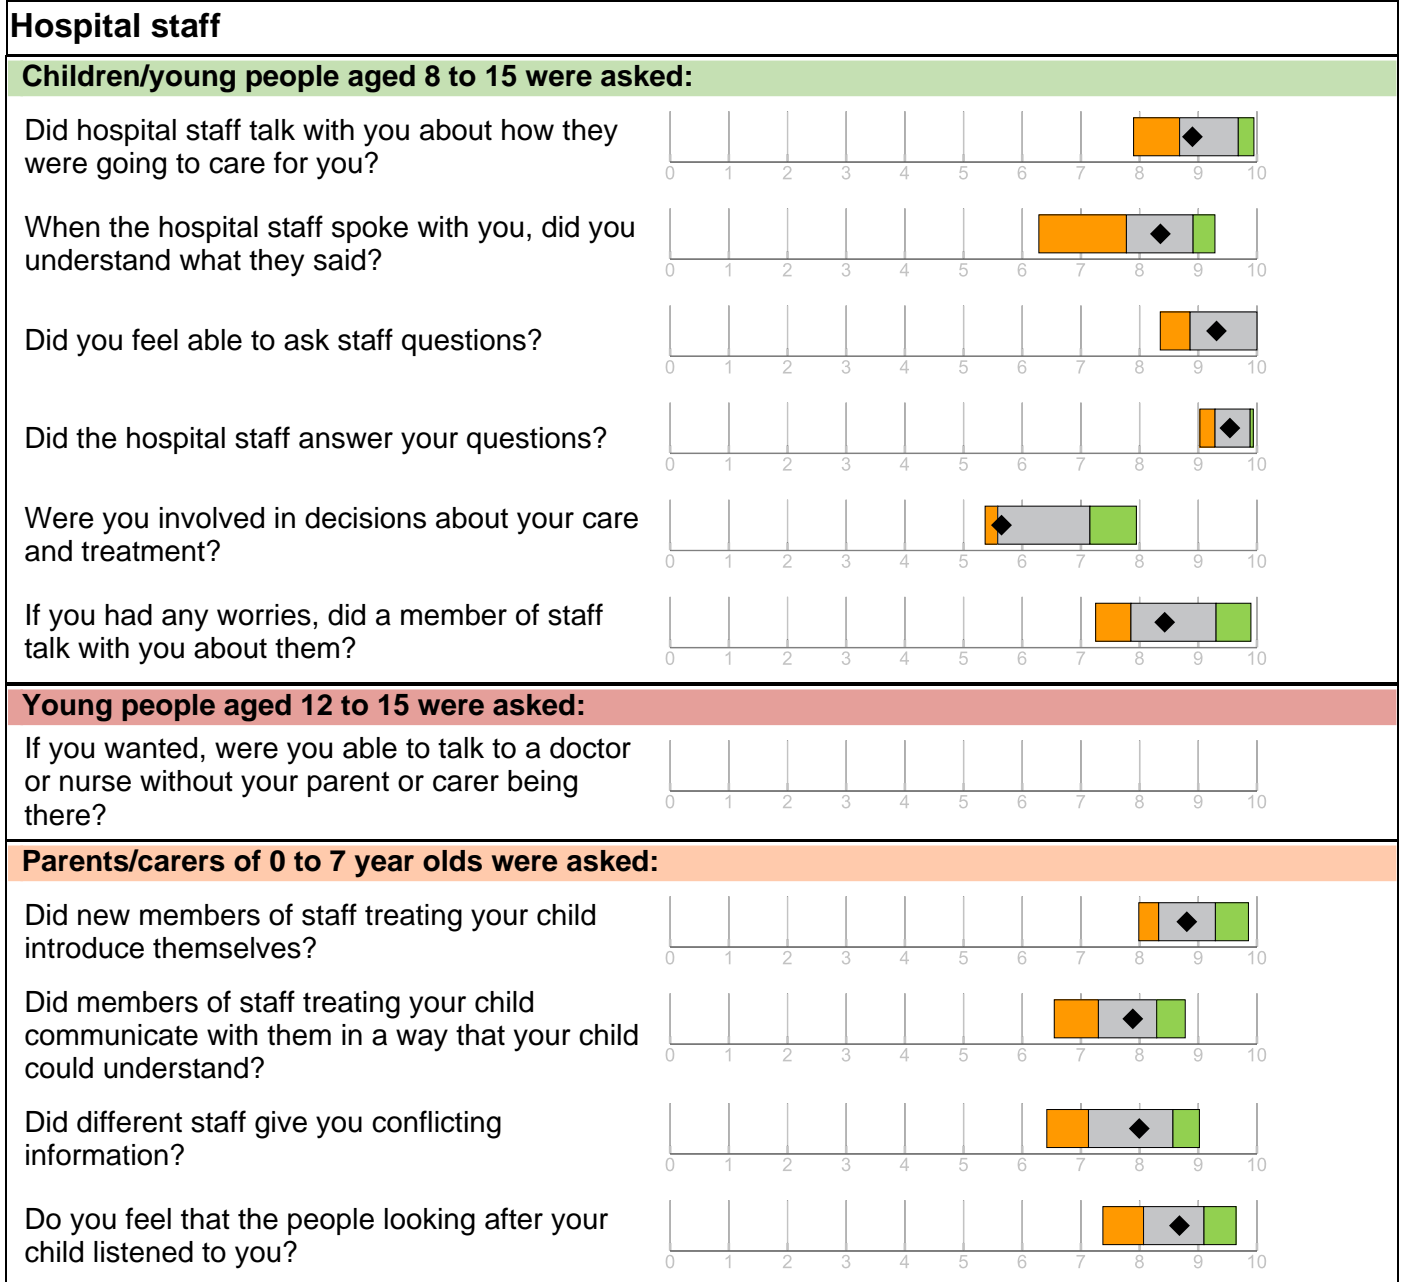 Hospital staff
Children/young people aged 8 to 15 were asked:
Did hospital staff talk with you about how they
were going to care for you?
0 1 2 3 4 5 6 7 8 9 10
When the hospital staff spoke with you, did you
understand what they said?
0 1 2 3 4 5 6 7 8 9 10
Did you feel able to ask staff questions?
0 1 2 3 4 5 6 7 8 9 10
Did the hospital staff answer your questions?
0 1 2 3 4 5 6 7 8 9 10
Were you involved in decisions about your care
and treatment?
0 1 2 3 4 5 6 7 8 9 10
If you had any worries, did a member of staff
talk with you about them?
0 1 2 3 4 5 6 7 8 9 10
Young people aged 12 to 15 were asked:
If you wanted, were you able to talk to a doctor
or nurse without your parent or carer being
there?
0 1 2 3 4 5 6 7 8 9 10
Parents/carers of 0 to 7 year olds were asked:
Did new members of staff treating your child
introduce themselves?
0 1 2 3 4 5 6 7 8 9 10
Did members of staff treating your child
communicate with them in a way that your child
could understand?
0 1 2 3 4 5 6 7 8 9 10
Did different staff give you conflicting
information?
0 1 2 3 4 5 6 7 8 9 10
Do you feel that the people looking after your
child listened to you?
0 1 2 3 4 5 6 7 8 9 10